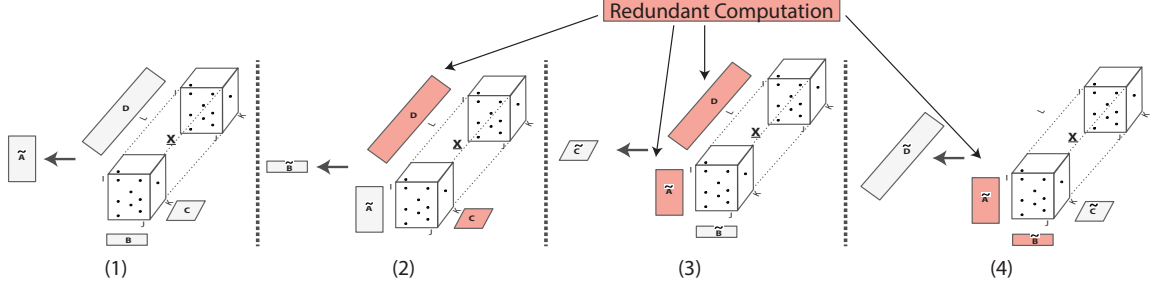 Redundant Computation
D
I
L
K
X
J
Ã
I
K
C
J
B
(1)
D
I
L
K
X
J
B̃
I
K
Ã
C
J
(2)
D
I
L
K
X
J
C̃
I
K
Ã
J
B̃
(3)
I
L
K
X
J
D̃
I
K
Ã
C̃
J
B̃
(4)